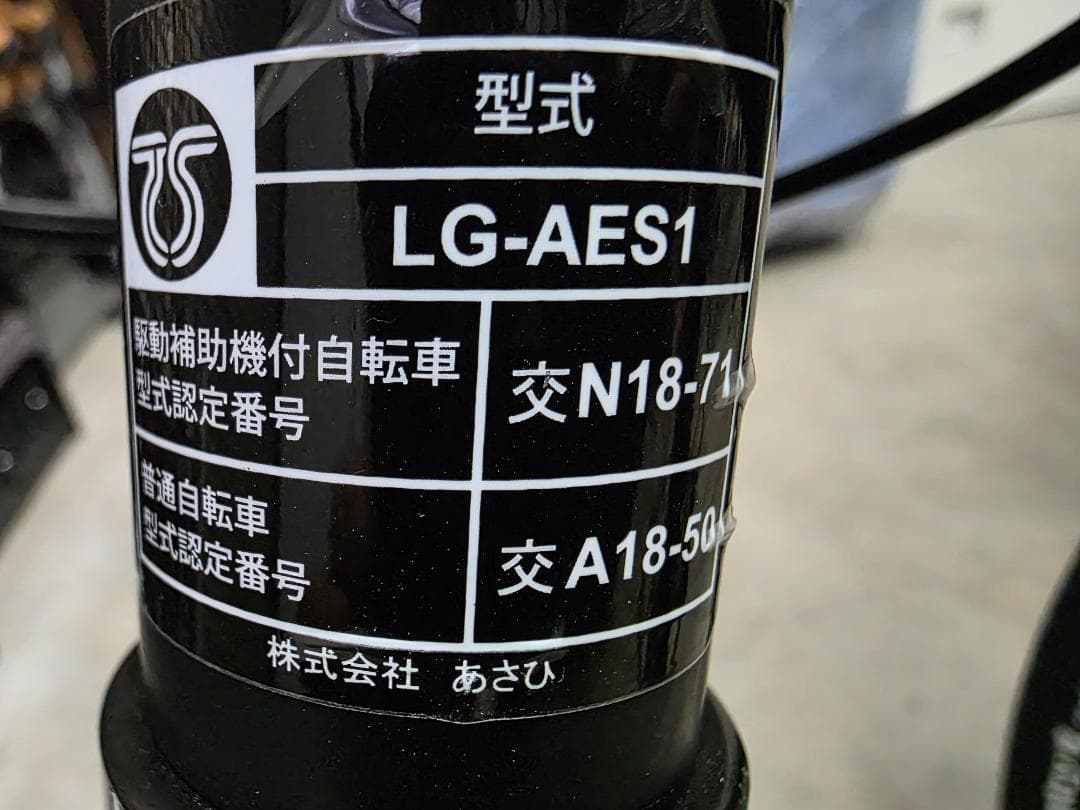 TS
型式
LG-AES1
駆動補助機付自転車
型式認定番号
交N18-71
普通自転車
型式認定番号
交A18-50
株式会社 あさひ